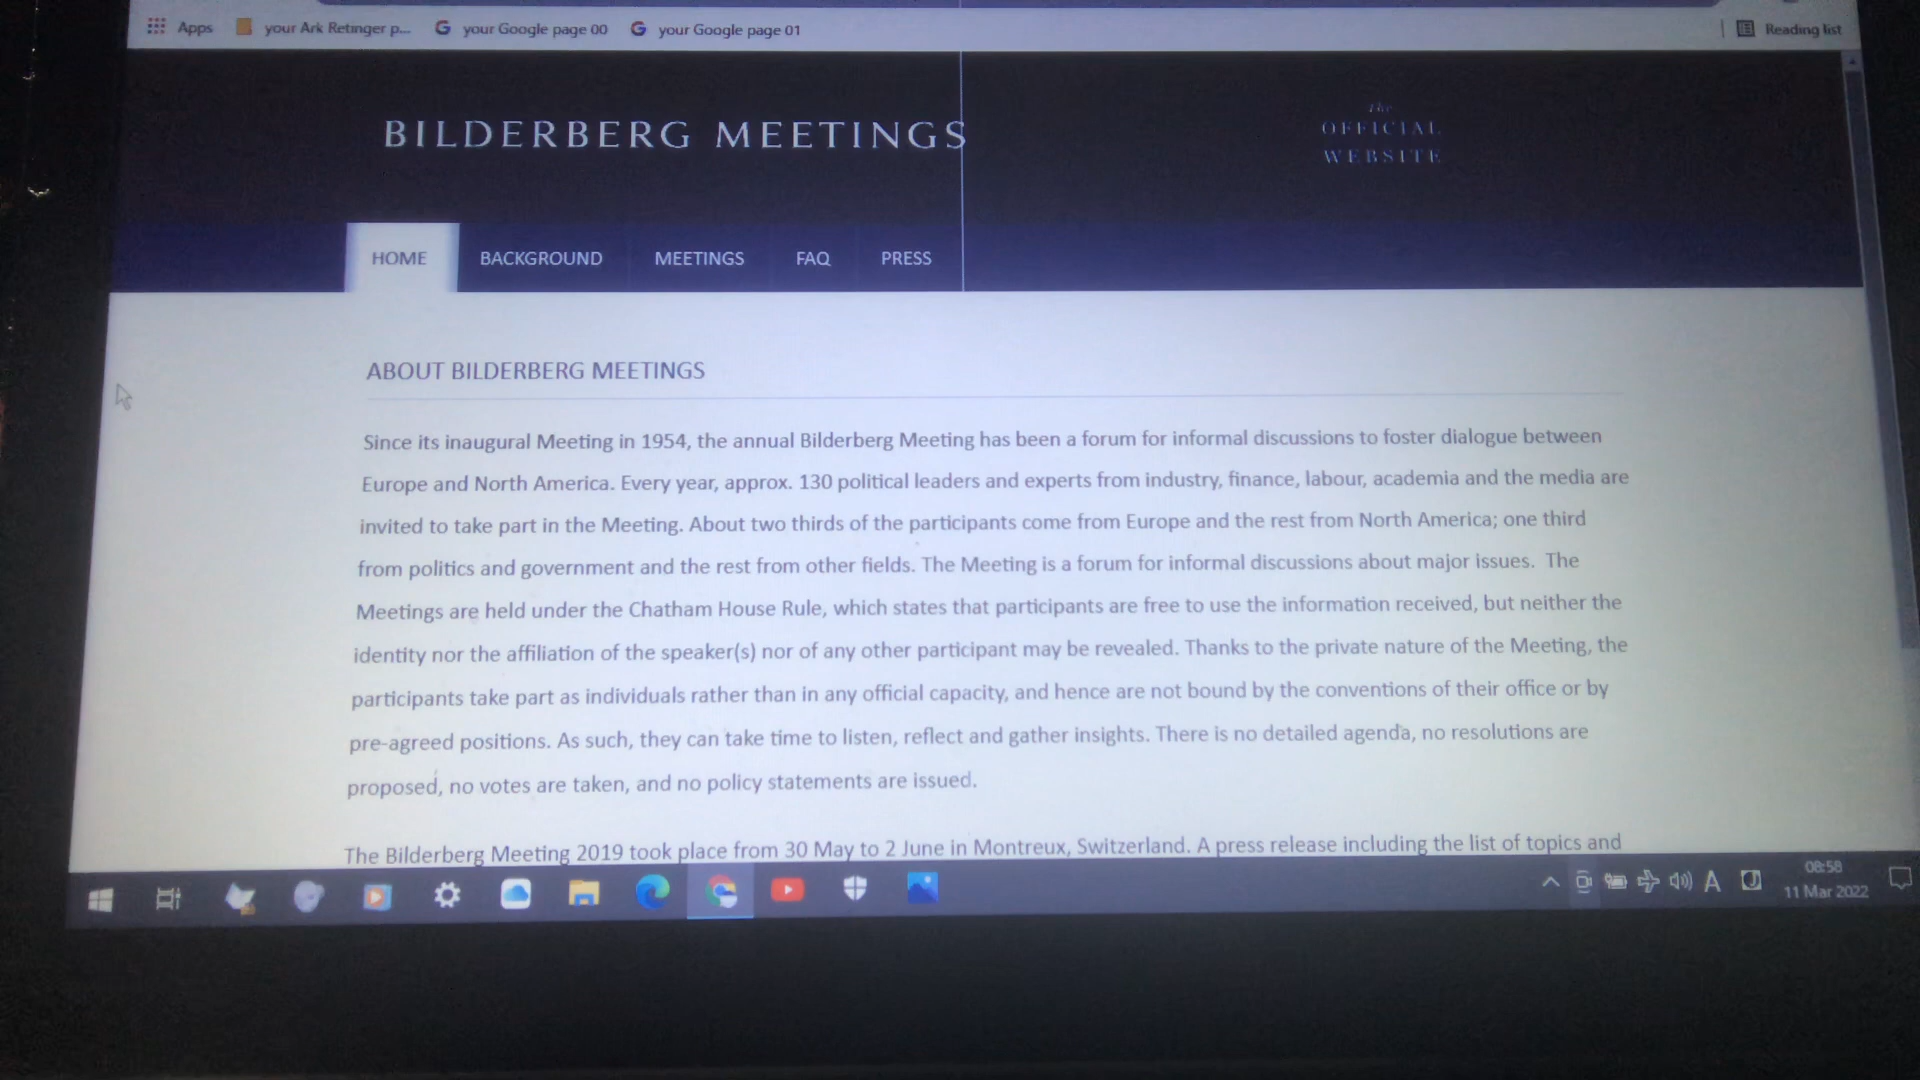 Apps your Ark Retinger p... your Google page 00 your Google page 01 Reading list
BILDERBERG MEETINGS
The
OFFICIAL
WEBSITE
HOME BACKGROUND MEETINGS FAQ PRESS
ABOUT BILDERBERG MEETINGS
Since its inaugural Meeting in 1954, the annual Bilderberg Meeting has been a forum for informal discussions to foster dialogue between
Europe and North America. Every year, approx. 130 political leaders and experts from industry, finance, labour, academia and the media are
invited to take part in the Meeting. About two thirds of the participants come from Europe and the rest from North America; one third
from politics and government and the rest from other fields. The Meeting is a forum for informal discussions about major issues. The
Meetings are held under the Chatham House Rule, which states that participants are free to use the information received, but neither the
identity nor the affiliation of the speaker(s) nor of any other participant may be revealed. Thanks to the private nature of the Meeting, the
participants take part as individuals rather than in any official capacity, and hence are not bound by the conventions of their office or by
pre-agreed positions. As such, they can take time to listen, reflect and gather insights. There is no detailed agenda, no resolutions are
proposed, no votes are taken, and no policy statements are issued.
The Bilderberg Meeting 2019 took place from 30 May to 2 June in Montreux, Switzerland. A press release including the list of topics and
A
08:58
11 Mar 2022